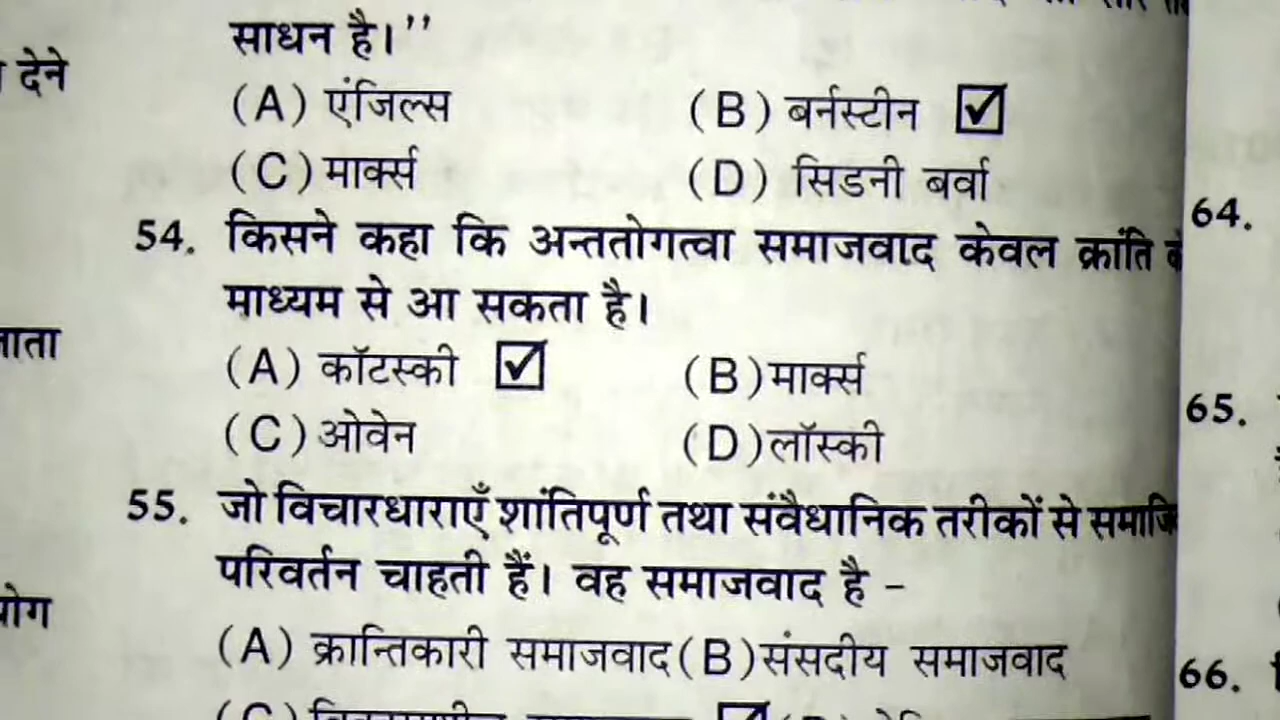 साधन है।”
देने
(A) एंजिल्स (B) बर्नस्टीन
(C) मार्क्स (D) सिडनी बर्वा
54. किसने कहा कि अन्ततोगत्वा समाजवाद केवल क्रांति
माध्यम से आ सकता है।
(A) कॉटस्की (B) मार्क्स
(C) ओवेन (D) लॉस्की
55. जो विचारधाराएँ शांतिपूर्ण तथा संवैधानिक तरीकों से
परिवर्तन चाहती हैं। वह समाजवाद है -
(A) क्रान्तिकारी समाजवाद (B) संसदीय समाजवाद
64.
65.
66.